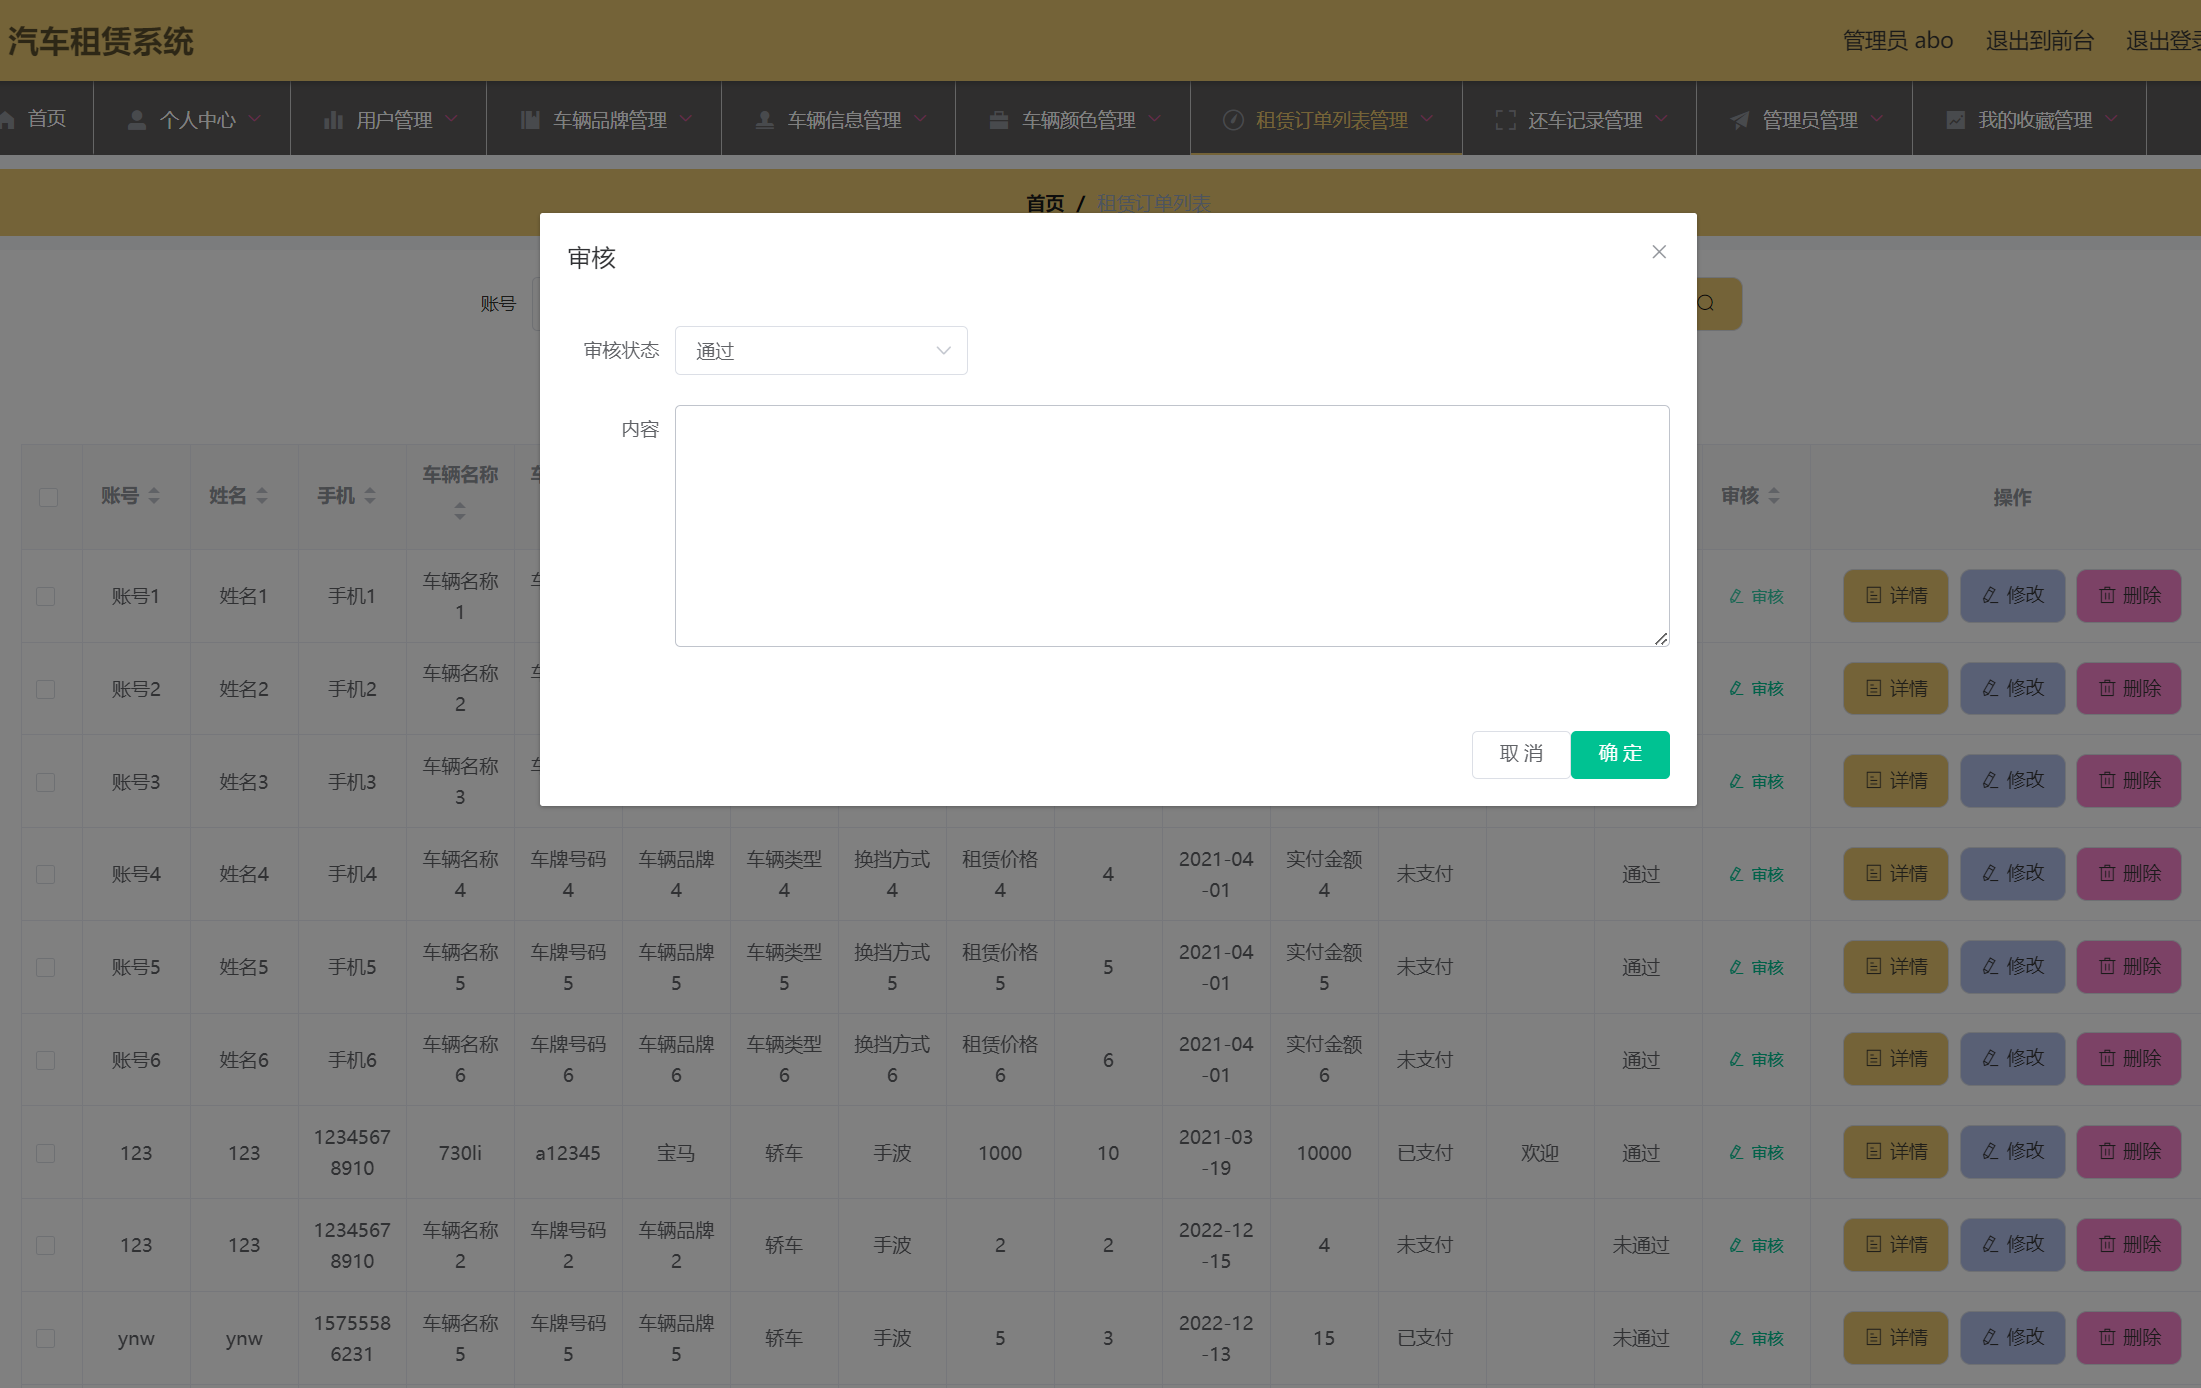 汽车租赁系统
管理员 abo 退出到前台 退出登录
首页 个人中心 用户管理 车辆品牌管理 车辆信息管理 车辆颜色管理 租赁订单列表管理 还车记录管理 管理员管理 我的收藏管理
首页 / 租赁订单列表
账号
审核
审核状态 通过
内容
取 消 确 定
账号 姓名 手机 车辆名称 审核 操作
账号1 姓名1 手机1 车辆名称 审核 详情 修改 删除
1
账号2 姓名2 手机2 车辆名称 审核 详情 修改 删除
2
账号3 姓名3 手机3 车辆名称 审核 详情 修改 删除
3
车辆名称 车牌号码 车辆品牌 车辆类型 换挡方式 租赁价格 2021-04 实付金额
账号4 姓名4 手机4 4 未支付 通过 审核 详情 修改 删除
4 4 4 4 4 4 -01 4
车辆名称 车牌号码 车辆品牌 车辆类型 换挡方式 租赁价格 2021-04 实付金额
账号5 姓名5 手机5 5 未支付 通过 审核 详情 修改 删除
5 5 5 5 5 5 -01 5
车辆名称 车牌号码 车辆品牌 车辆类型 换挡方式 租赁价格 2021-04 实付金额
账号6 姓名6 手机6 6 未支付 通过 审核 详情 修改 删除
6 6 6 6 6 6 -01 6
1234567 2021-03
123 123 730li a12345 宝马 轿车 手波 1000 10 10000 已支付 欢迎 通过 审核 详情 修改 删除
8910 -19
1234567 车辆名称 车牌号码 车辆品牌 2022-12
123 123 轿车 手波 2 2 4 未支付 未通过 审核 详情 修改 删除
8910 2 2 2 -15
1575558 车辆名称 车牌号码 车辆品牌 2022-12
ynw ynw 轿车 手波 5 3 15 已支付 未通过 审核 详情 修改 删除
6231 5 5 5 -13